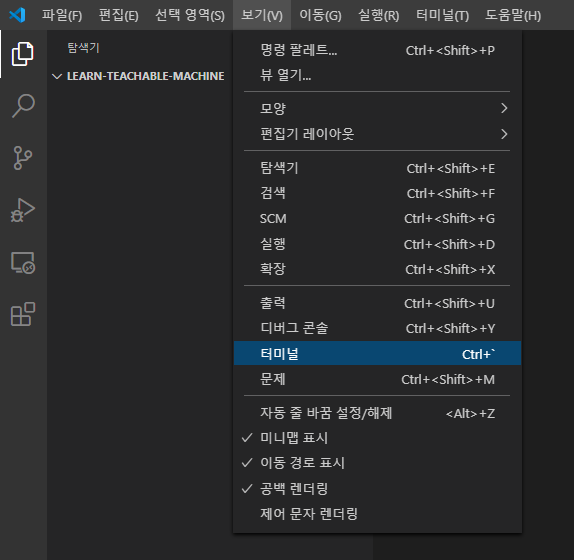 파일(F) 편집(E) 선택 영역(S) 보기(V) 이동(G) 실행(R) 터미널(T) 도움말(H)
탐색기
LEARN-TEACHABLE-MACHINE
명령 팔레트... Ctrl+<Shift>+P
뷰 열기...
모양
편집기 레이아웃
탐색기 Ctrl+<Shift>+E
검색 Ctrl+<Shift>+F
SCM Ctrl+<Shift>+G
실행 Ctrl+<Shift>+D
확장 Ctrl+<Shift>+X
출력 Ctrl+<Shift>+U
디버그 콘솔 Ctrl+<Shift>+Y
터미널 Ctrl+`
문제 Ctrl+<Shift>+M
자동 줄 바꿈 설정/해제 <Alt>+Z
미니맵 표시
이동 경로 표시
공백 렌더링
제어 문자 렌더링